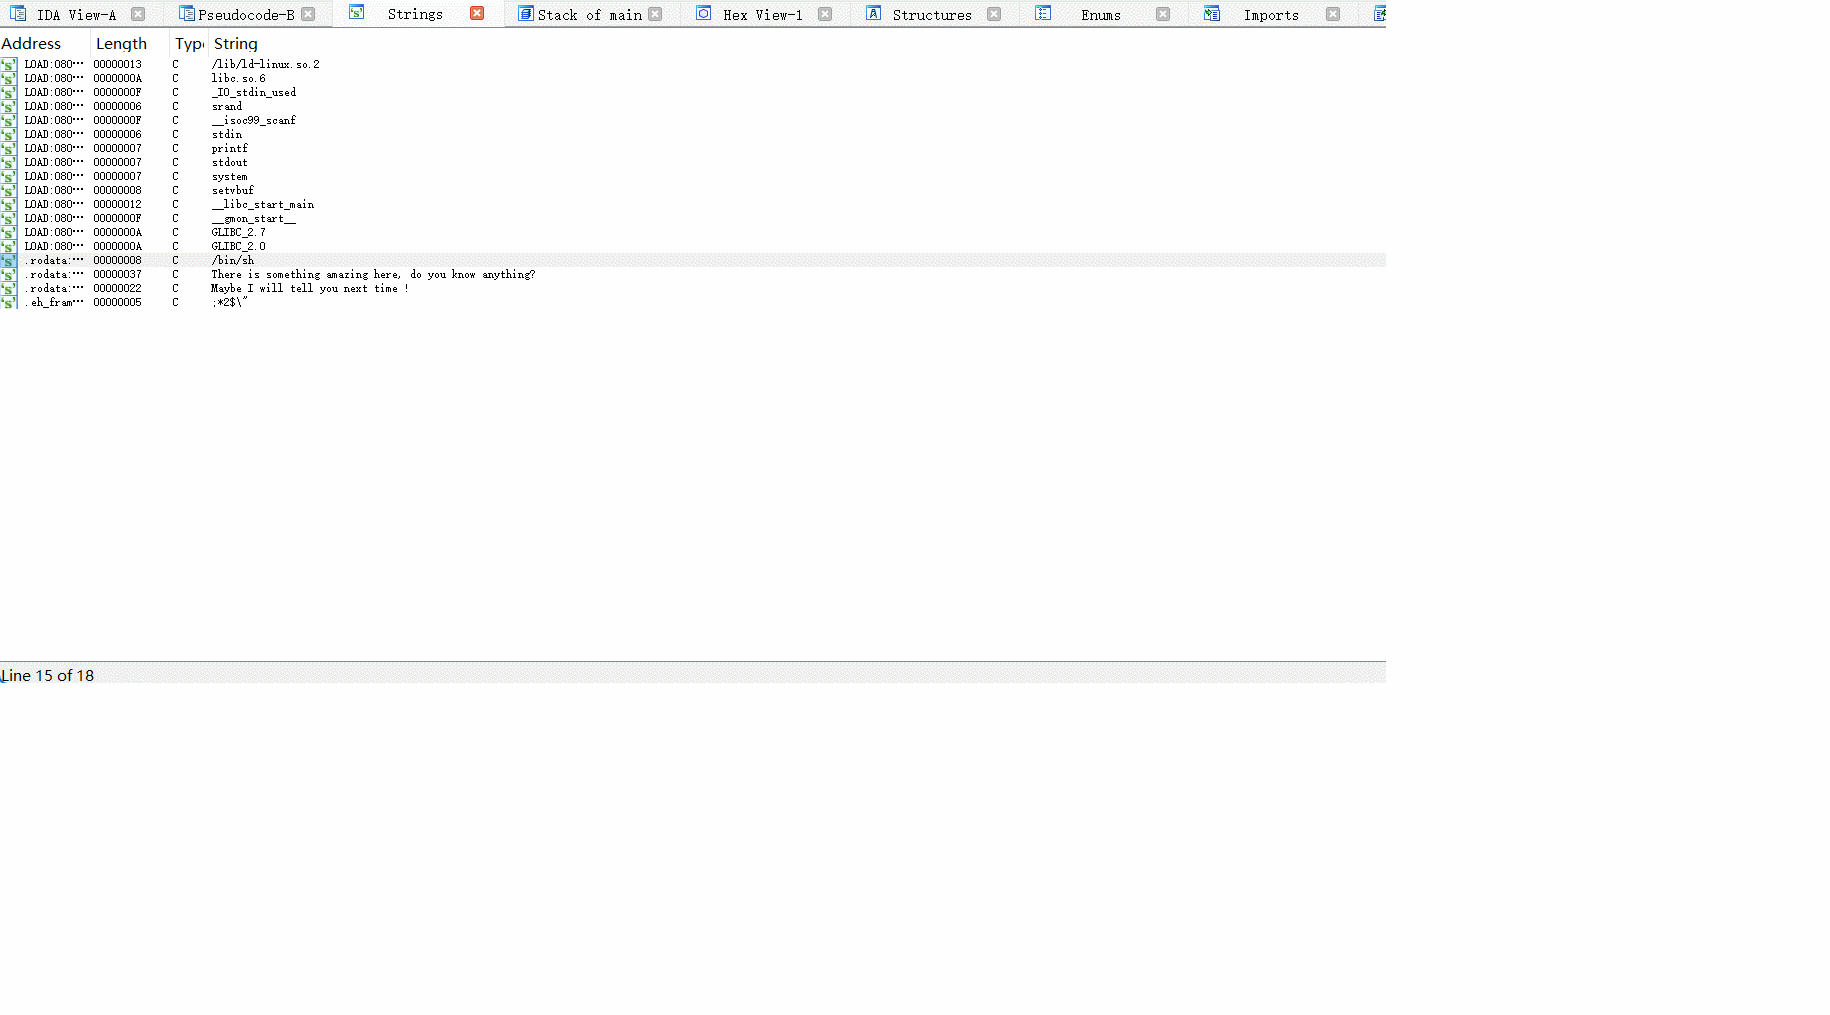 IDA View-A Pseudocode-B Strings Stack of main Hex View-1 Structures Enums Imports
Address Length Type String
LOAD:080… 00000013 C /lib/ld-linux.so.2
LOAD:080… 0000000A C libc.so.6
LOAD:080… 0000000F C _IO_stdin_used
LOAD:080… 00000006 C srand
LOAD:080… 0000000F C __isoc99_scanf
LOAD:080… 00000006 C stdin
LOAD:080… 00000007 C printf
LOAD:080… 00000007 C stdout
LOAD:080… 00000007 C system
LOAD:080… 00000008 C setvbuf
LOAD:080… 00000012 C __libc_start_main
LOAD:080… 0000000F C __gmon_start__
LOAD:080… 0000000A C GLIBC_2.7
LOAD:080… 0000000A C GLIBC_2.0
.rodata:… 00000008 C /bin/sh
.rodata:… 00000037 C There is something amazing here, do you know anything?
.rodata:… 00000022 C Maybe I will tell you next time !
.eh_fram… 00000005 C ;*2$\"
Line 15 of 18